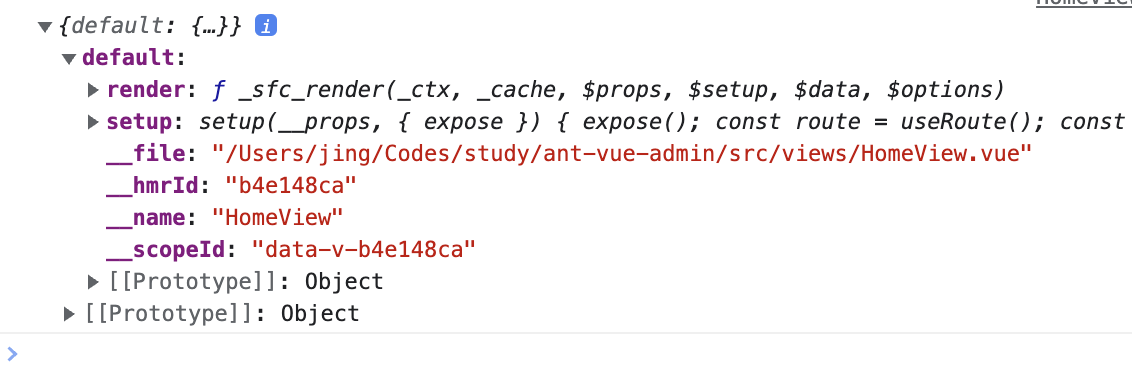 HomeView
▼{default: {…}} i
▼default:
▶render: ƒ _sfc_render(_ctx, _cache, $props, $setup, $data, $options)
▶setup: setup(__props, { expose }) { expose(); const route = useRoute(); const
__file: "/Users/jing/Codes/study/ant-vue-admin/src/views/HomeView.vue"
__hmrId: "b4e148ca"
__name: "HomeView"
__scopeId: "data-v-b4e148ca"
▶[[Prototype]]: Object
▶[[Prototype]]: Object
>